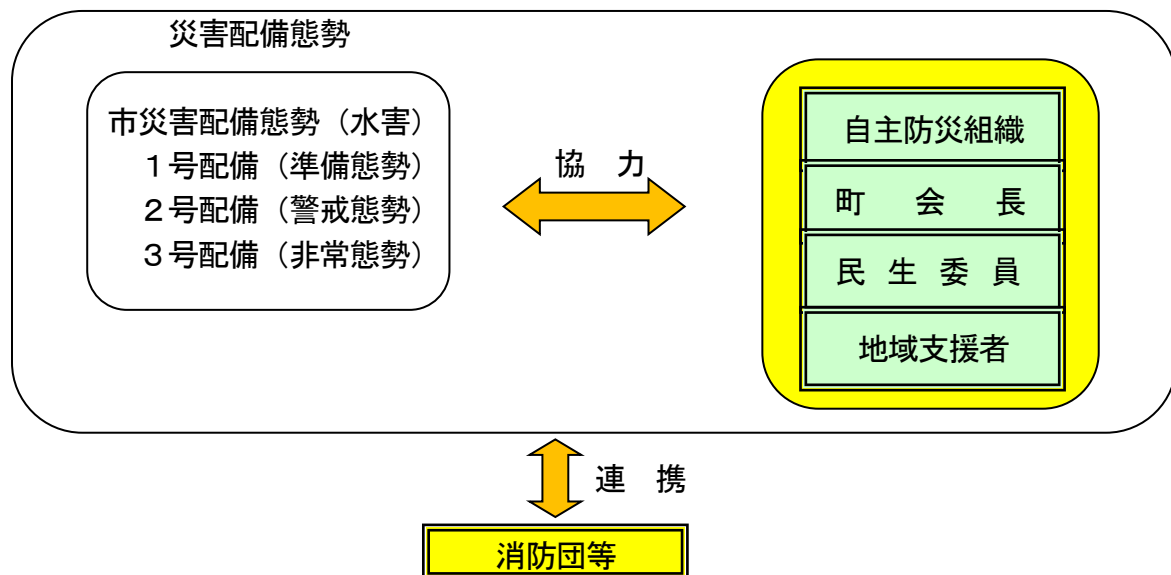 災害配備態勢
市災害配備態勢（水害）
１号配備（準備態勢）
２号配備（警戒態勢）
３号配備（非常態勢）
協　力
自主防災組織
町　会　長
民 生 委 員
地域支援者
連　携
消防団等